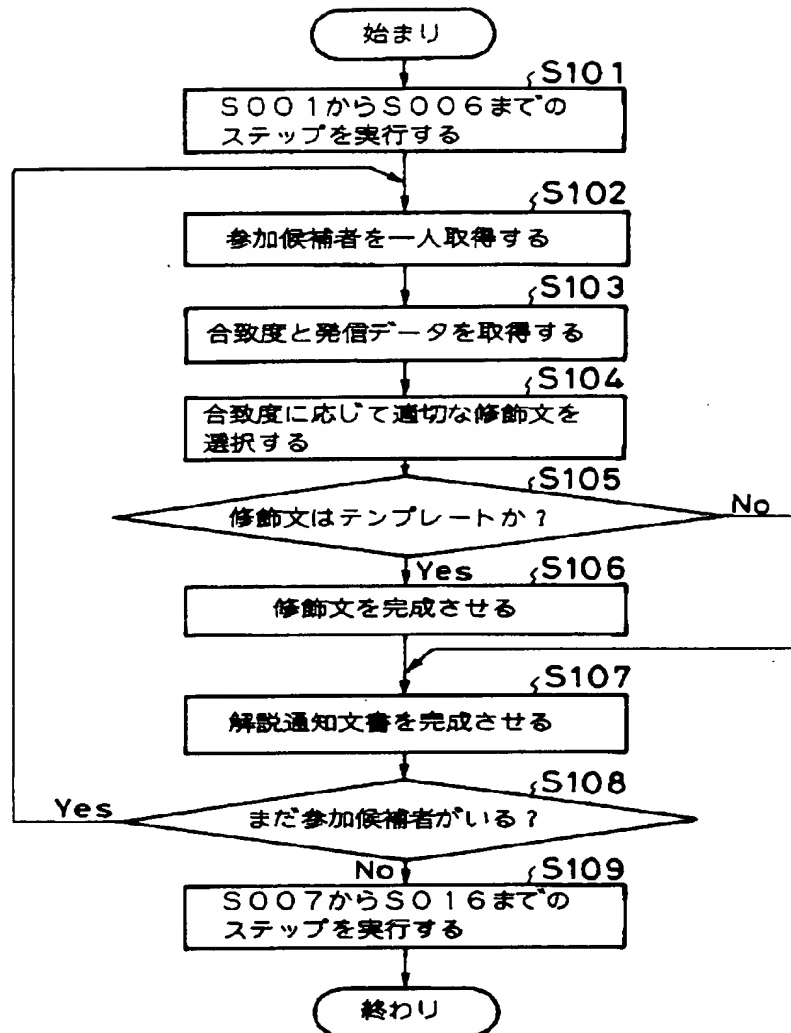 始まり
S101
S001からS006までの
ステップを実行する
S102
参加候補者を一人取得する
S103
合致度と発信データを取得する
S104
合致度に応じて適切な修飾文を
選択する
S105
修飾文はテンプレートか?
No
Yes
S106
修飾文を完成させる
S107
解説通知文書を完成させる
S108
Yes
まだ参加候補者がいる?
No
S109
S007からS016までの
ステップを実行する
終わり